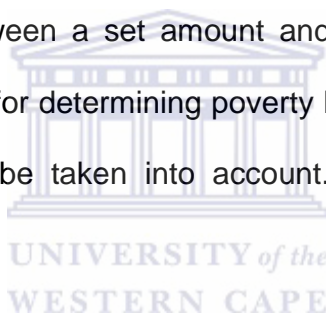 ween a set amount and
for determining poverty
be taken into account.
UNIVERSITY of the
WESTERN CAPE